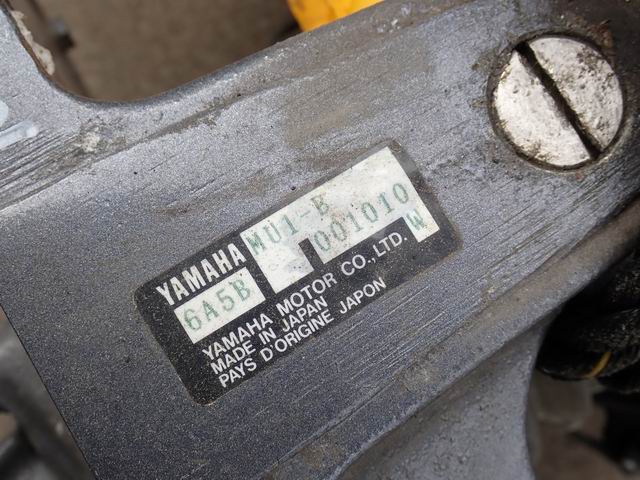 YAMAHA MU1-B
6A5B 001010
W
YAMAHA MOTOR CO.,LTD.
MADE IN JAPAN
PAYS D'ORIGINE JAPON